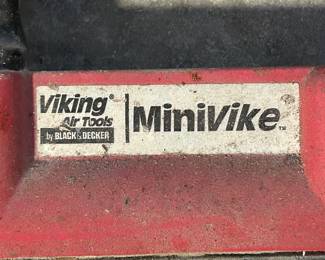 Viking®
Air Tools
by BLACK & DECKER
MiniVike™